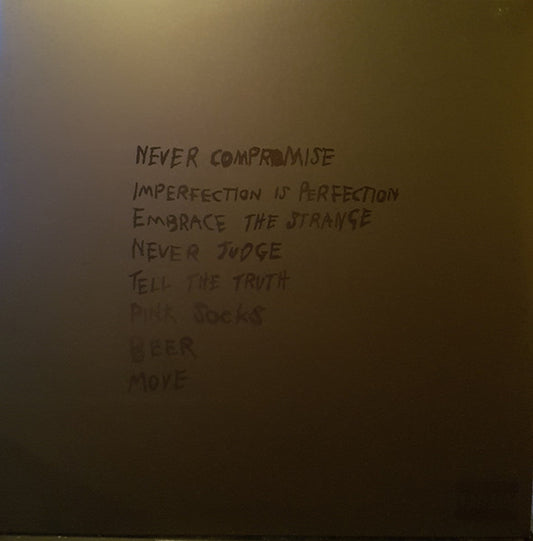 NEVER COMPROMISE
IMPERFECTION IS PERFECTION
EMBRACE THE STRANGE
NEVER JUDGE
TELL THE TRUTH
PINK SOCKS
BEER
MOVE